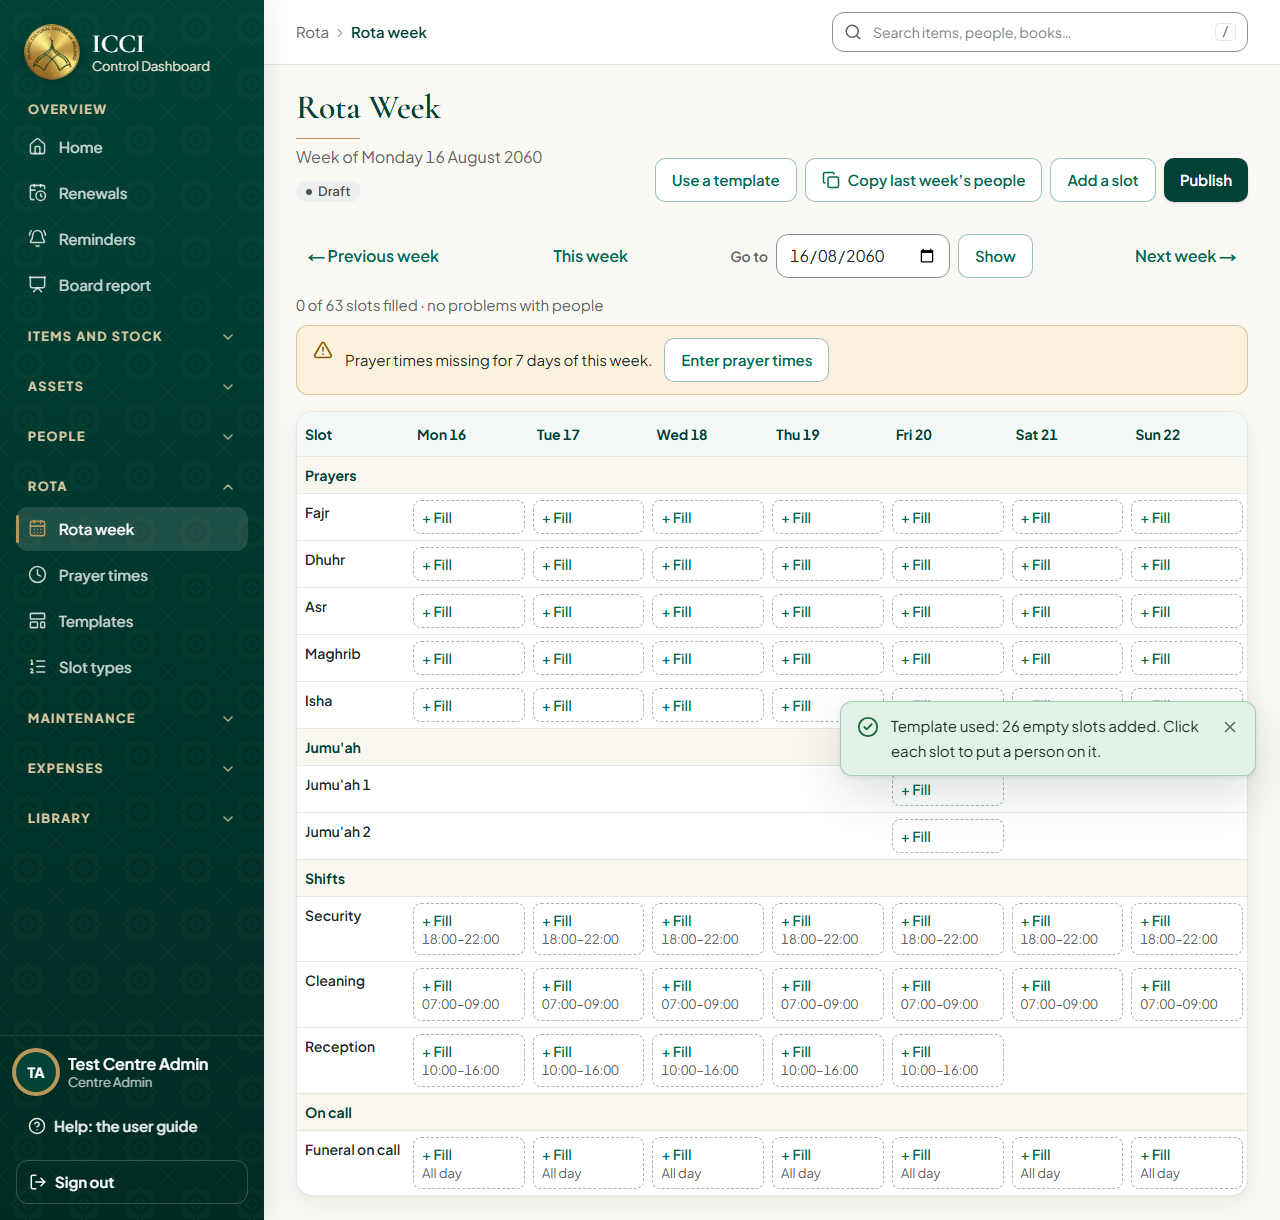 ICCI
Control Dashboard
OVERVIEW
Home
Renewals
Reminders
Board report
ITEMS AND STOCK
ASSETS
PEOPLE
ROTA
Rota week
Prayer times
Templates
Slot types
MAINTENANCE
EXPENSES
LIBRARY
TA
Test Centre Admin
Centre Admin
Help: the user guide
Sign out
Rota > Rota week
Search items, people, books... /
Rota Week
Week of Monday 16 August 2060
Draft
Use a template Copy last week's people Add a slot Publish
← Previous week This week Go to 16/08/2060 Show Next week →
0 of 63 slots filled · no problems with people
Prayer times missing for 7 days of this week. Enter prayer times
Slot Mon 16 Tue 17 Wed 18 Thu 19 Fri 20 Sat 21 Sun 22
Prayers
Fajr + Fill + Fill + Fill + Fill + Fill + Fill + Fill
Dhuhr + Fill + Fill + Fill + Fill + Fill + Fill + Fill
Asr + Fill + Fill + Fill + Fill + Fill + Fill + Fill
Maghrib + Fill + Fill + Fill + Fill + Fill + Fill + Fill
Isha + Fill + Fill + Fill + Fill
Template used: 26 empty slots added. Click
each slot to put a person on it.
Jumu'ah
Jumu'ah 1 + Fill
Jumu'ah 2 + Fill
Shifts
Security + Fill + Fill + Fill + Fill + Fill + Fill + Fill
18:00–22:00 18:00–22:00 18:00–22:00 18:00–22:00 18:00–22:00 18:00–22:00 18:00–22:00
Cleaning + Fill + Fill + Fill + Fill + Fill + Fill + Fill
07:00–09:00 07:00–09:00 07:00–09:00 07:00–09:00 07:00–09:00 07:00–09:00 07:00–09:00
Reception + Fill + Fill + Fill + Fill + Fill
10:00–16:00 10:00–16:00 10:00–16:00 10:00–16:00 10:00–16:00
On call
Funeral on call + Fill + Fill + Fill + Fill + Fill + Fill + Fill
All day All day All day All day All day All day All day